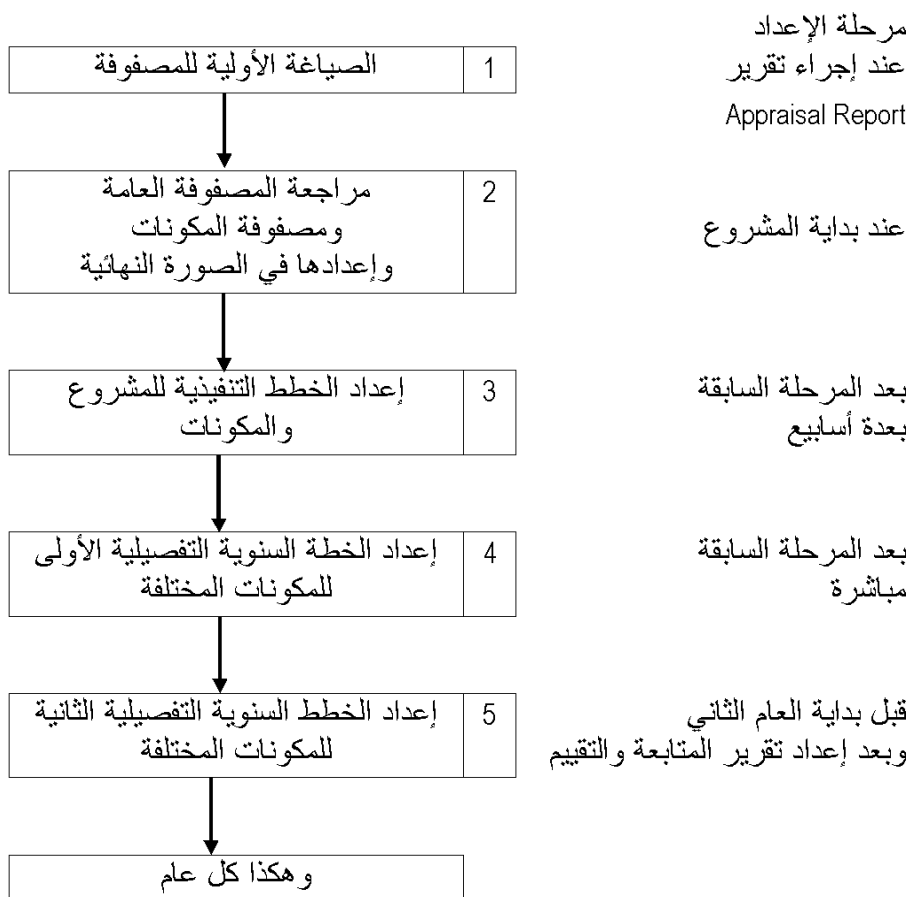 مرحلة الإعداد
عند إجراء تقرير
Appraisal Report
1
الصياغة الأولية للمصفوفة
عند بداية المشروع
2
مراجعة المصفوفة العامة
ومصفوفة المكونات
وإعدادها في الصورة النهائية
بعد المرحلة السابقة
بعدة أسابيع
3
إعداد الخطط التنفيذية للمشروع
والمكونات
بعد المرحلة السابقة
مباشرة
4
إعداد الخطة السنوية التفصيلية الأولى
للمكونات المختلفة
قبل بداية العام الثاني
وبعد إعداد تقرير المتابعة والتقييم
5
إعداد الخطط السنوية التفصيلية الثانية
للمكونات المختلفة
وهكذا كل عام